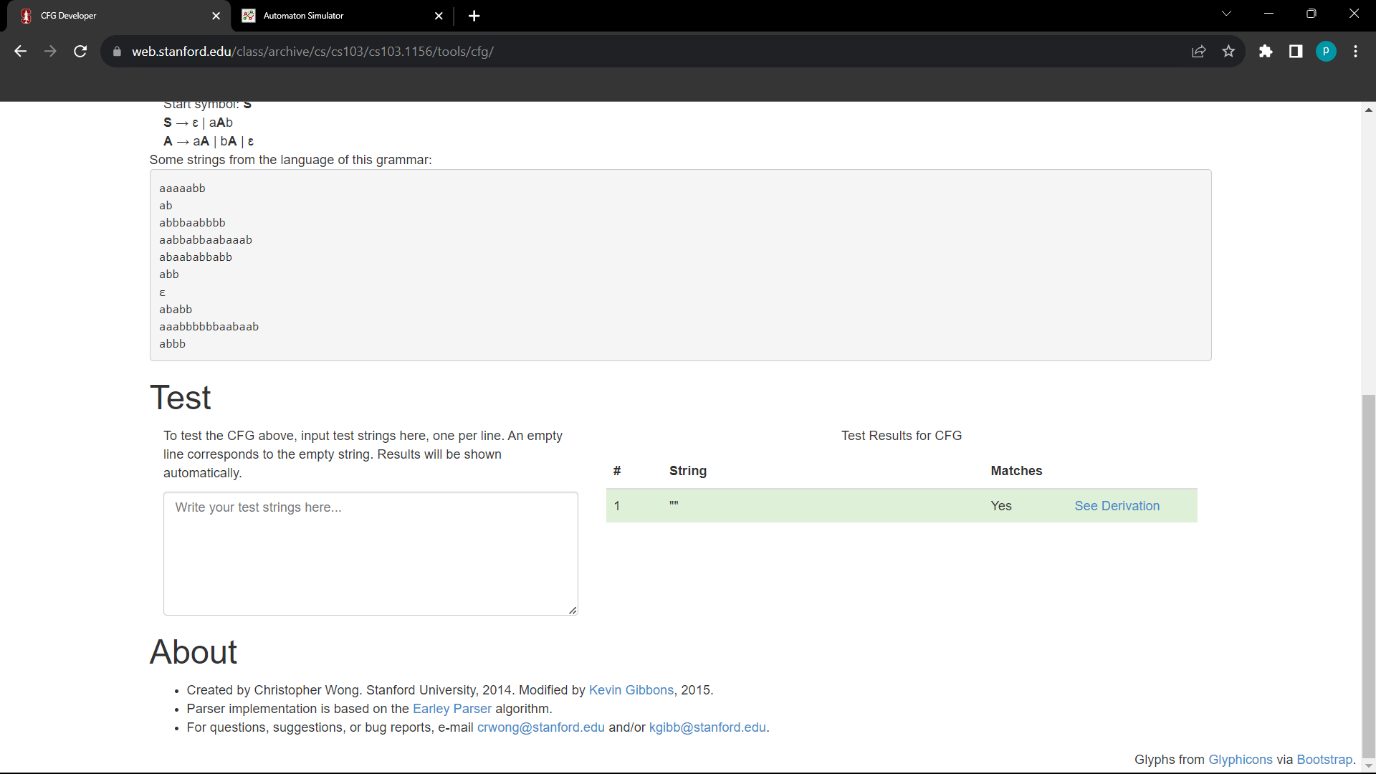 CFG Developer
Automaton Simulator
web.stanford.edu/class/archive/cs/cs103/cs103.1156/tools/cfg/
P
Start symbol: S
S → ε | aAb
A → aA | bA | ε
Some strings from the language of this grammar:
aaaaabb
ab
abbbaabbbb
aabbabbaabaaab
abaababbabb
abb
ε
ababb
aaabbbbbbaabaab
abbb
Test
To test the CFG above, input test strings here, one per line. An empty
line corresponds to the empty string. Results will be shown
automatically.
Write your test strings here...
Test Results for CFG
# String Matches
1 "" Yes See Derivation
About
• Created by Christopher Wong. Stanford University, 2014. Modified by Kevin Gibbons, 2015.
• Parser implementation is based on the Earley Parser algorithm.
• For questions, suggestions, or bug reports, e-mail crwong@stanford.edu and/or kgibb@stanford.edu.
Glyphs from Glyphicons via Bootstrap.